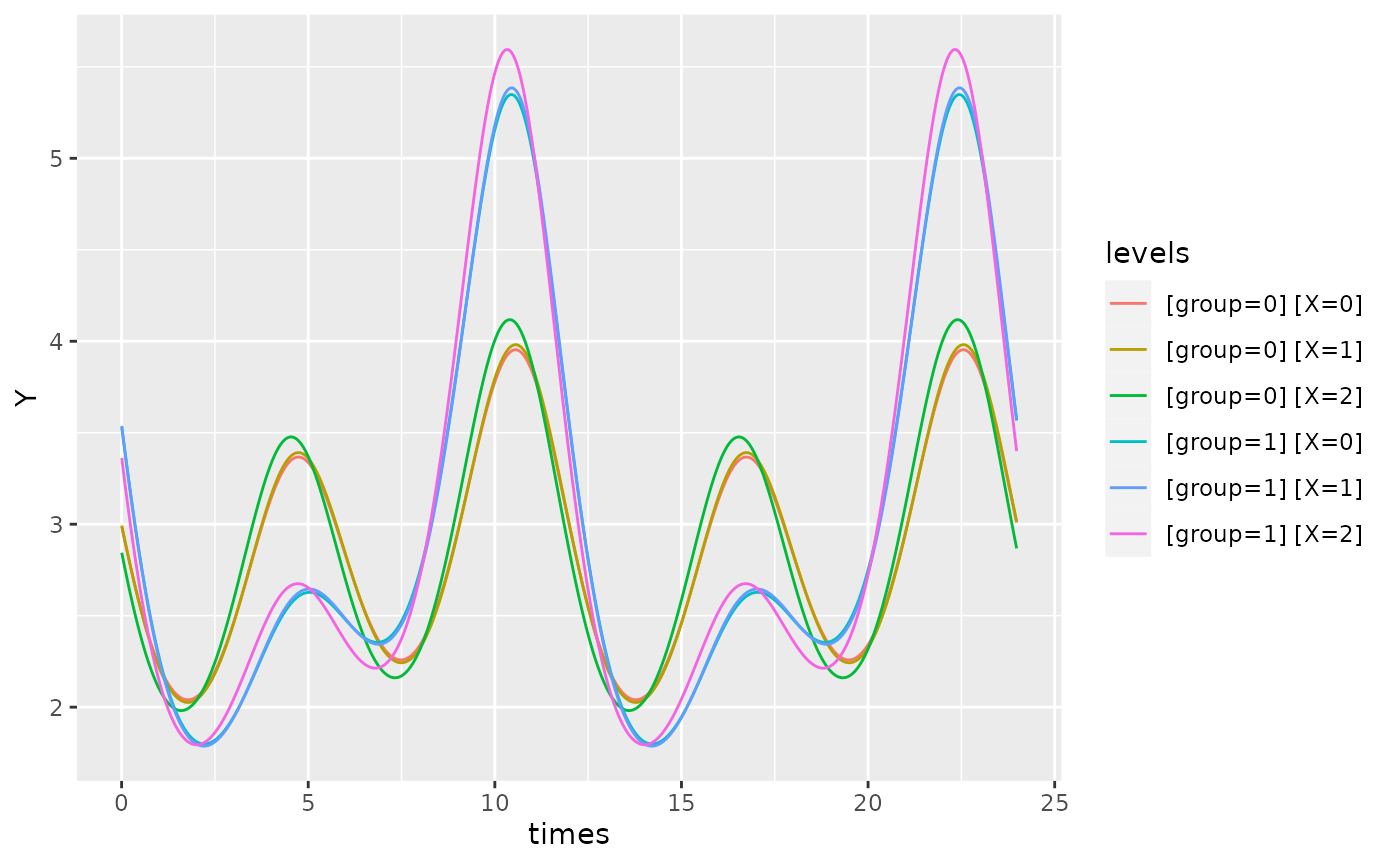 Y
5
4
3
2
0 5 10 15 20 25
times
levels
[group=0] [X=0]
[group=0] [X=1]
[group=0] [X=2]
[group=1] [X=0]
[group=1] [X=1]
[group=1] [X=2]